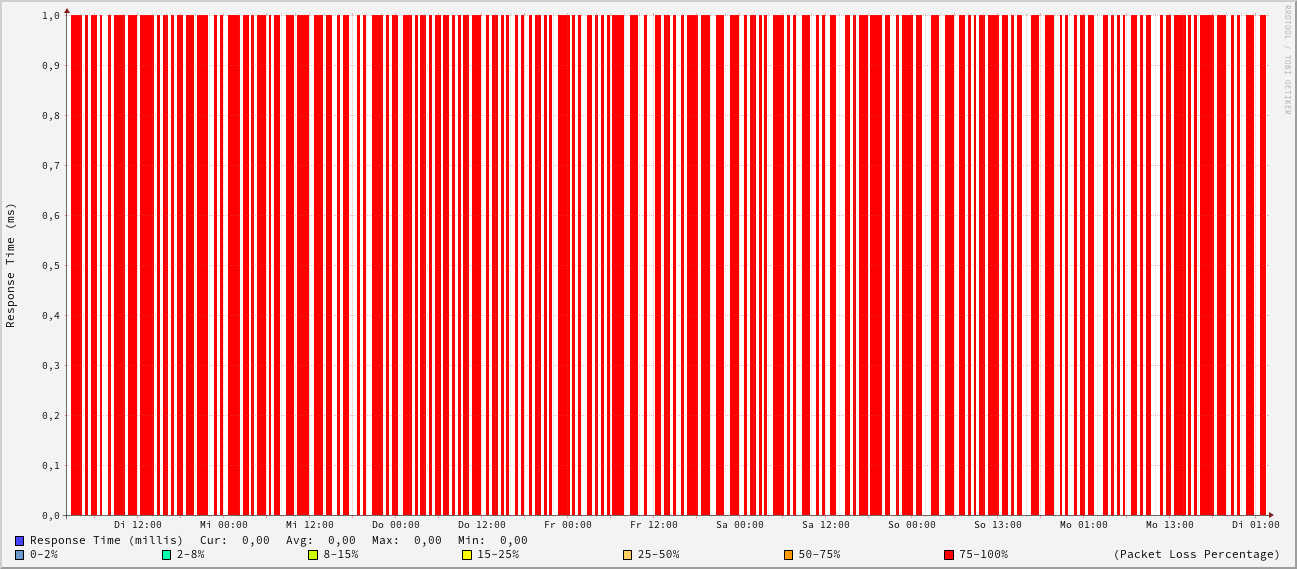 RRDTOOL / TOBI OETIKER
Response Time (ms)
1,0
0,9
0,8
0,7
0,6
0,5
0,4
0,3
0,2
0,1
0,0
Di 12:00 Mi 00:00 Mi 12:00 Do 00:00 Do 12:00 Fr 00:00 Fr 12:00 Sa 00:00 Sa 12:00 So 00:00 So 13:00 Mo 01:00 Mo 13:00 Di 01:00
Response Time (millis) Cur: 0,00 Avg: 0,00 Max: 0,00 Min: 0,00
0-2% 2-8% 8-15% 15-25% 25-50% 50-75% 75-100% (Packet Loss Percentage)